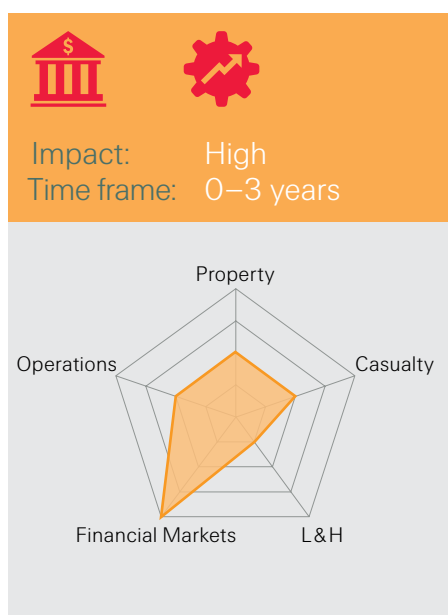 $
Impact: High
Time frame: 0–3 years
Property
Operations
Casualty
Financial Markets
L&H